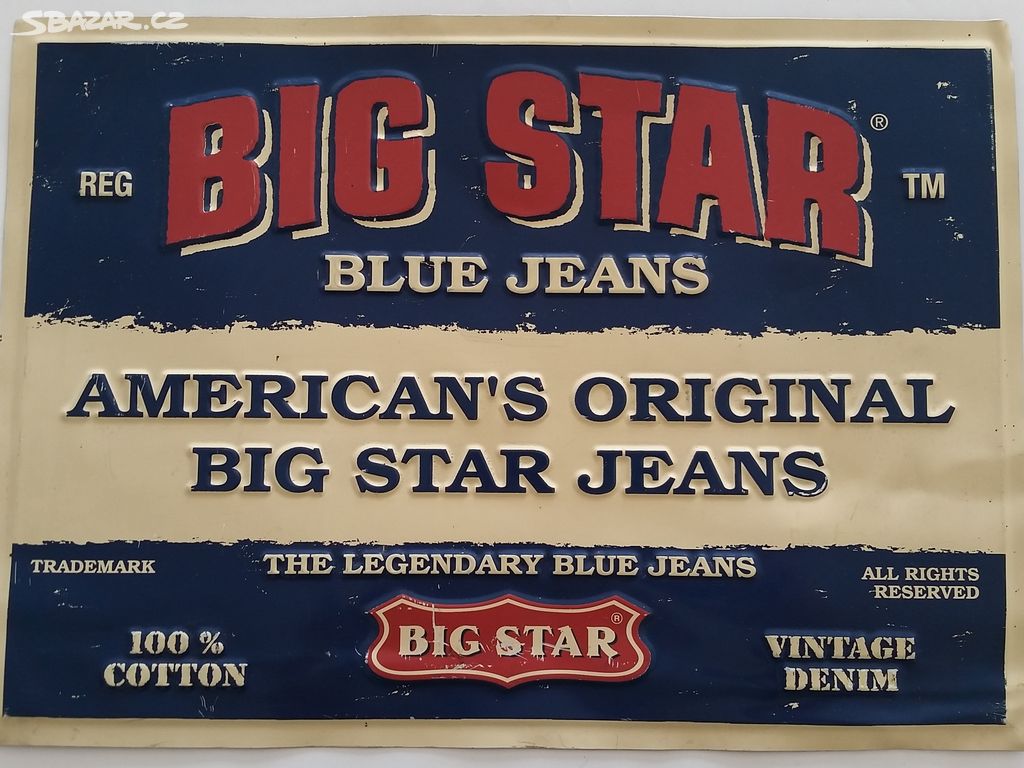 SBAZAR.CZ
BIG STAR®
REG
TM
BLUE JEANS
AMERICAN'S ORIGINAL
BIG STAR JEANS
TRADEMARK
THE LEGENDARY BLUE JEANS
ALL RIGHTS
RESERVED
100 %
COTTON
BIG STAR®
VINTAGE
DENIM